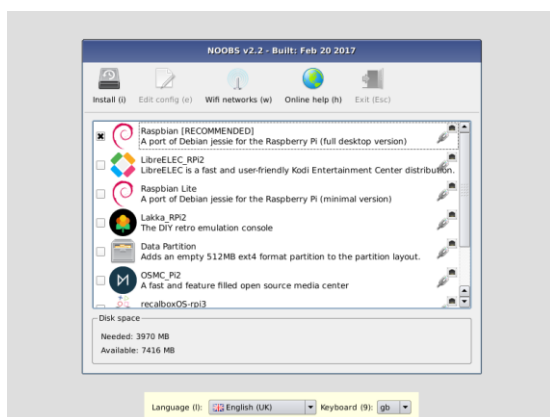 NOOBS v2.2 - Built: Feb 20 2017
Install (i) Edit config (e) Wifi networks (w) Online help (h) Exit (Esc)
Raspbian [RECOMMENDED]
A port of Debian jessie for the Raspberry Pi (full desktop version)
LibreELEC_RPi2
LibreELEC is a fast and user-friendly Kodi Entertainment Center distribution.
Raspbian Lite
A port of Debian jessie for the Raspberry Pi (minimal version)
Lakka_RPi2
The DIY retro emulation console
Data Partition
Adds an empty 512MB ext4 format partition to the partition layout.
OSMC_Pi2
A fast and feature filled open source media center
recalboxOS-rpi3
Disk space
Needed: 3970 MB
Available: 7416 MB
Language (l): English (UK) Keyboard (9): gb